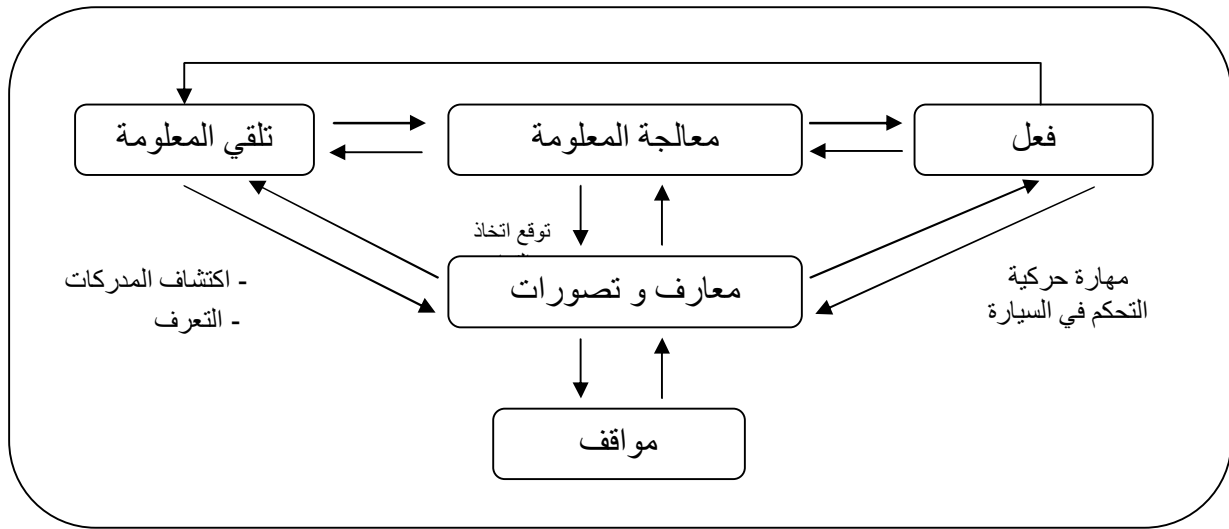 تلقي المعلومة
معالجة المعلومة
فعل
توقع اتخاذ
معارف و تصورات
- اكتشاف المدركات
- التعرف
مهارة حركية
التحكم في السيارة
مواقف